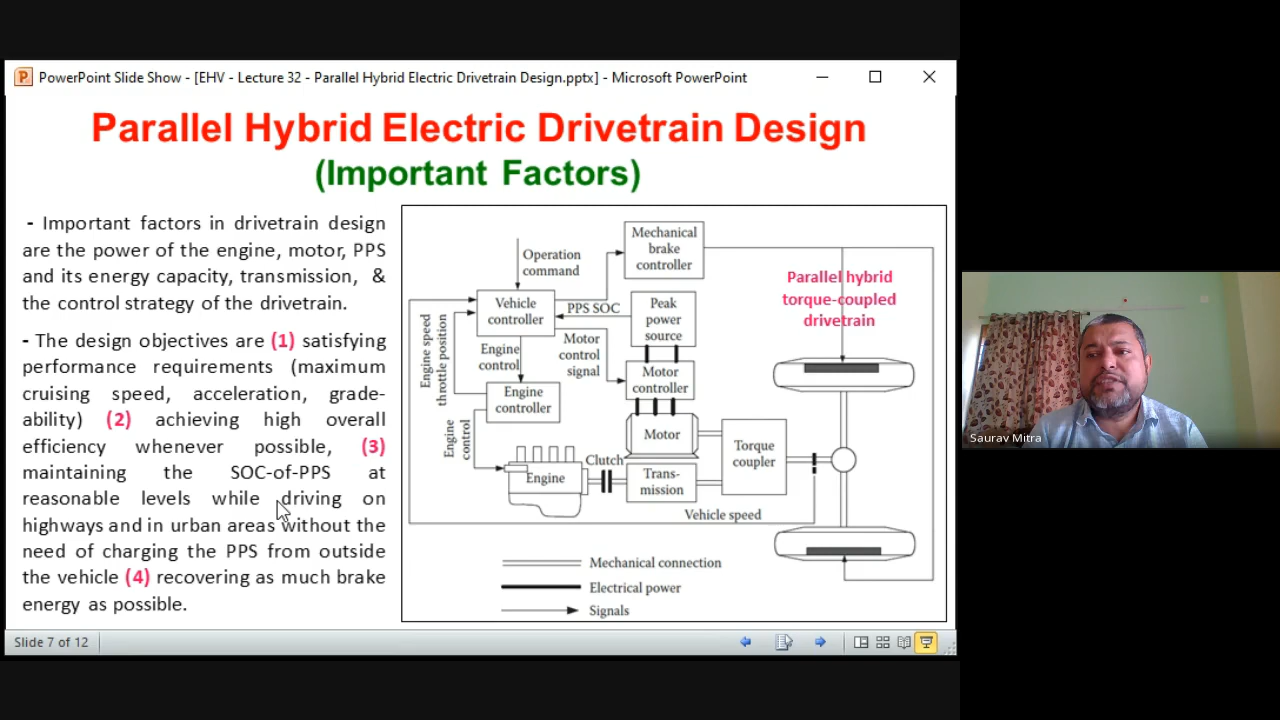 PowerPoint Slide Show - [EHV - Lecture 32 - Parallel Hybrid Electric Drivetrain Design.pptx] - Microsoft PowerPoint
Parallel Hybrid Electric Drivetrain Design
(Important Factors)
- Important factors in drivetrain design
are the power of the engine, motor, PPS
and its energy capacity, transmission, &
the control strategy of the drivetrain.
- The design objectives are (1) satisfying
performance requirements (maximum
cruising speed, acceleration, grade-
ability) (2) achieving high overall
efficiency whenever possible, (3)
maintaining the SOC-of-PPS at
reasonable levels while driving on
highways and in urban areas without the
need of charging the PPS from outside
the vehicle (4) recovering as much brake
energy as possible.
Operation
command
Mechanical
brake
controller
Parallel hybrid
torque-coupled
drivetrain
Vehicle
controller
PPS SOC
Peak
power
source
Engine speed
throttle position
Engine
control
Motor
control
signal
Motor
controller
Engine
controller
Engine
control
Motor
Torque
coupler
Engine
Clutch
Trans-
mission
Vehicle speed
Mechanical connection
Electrical power
Signals
Slide 7 of 12
Saurav Mitra